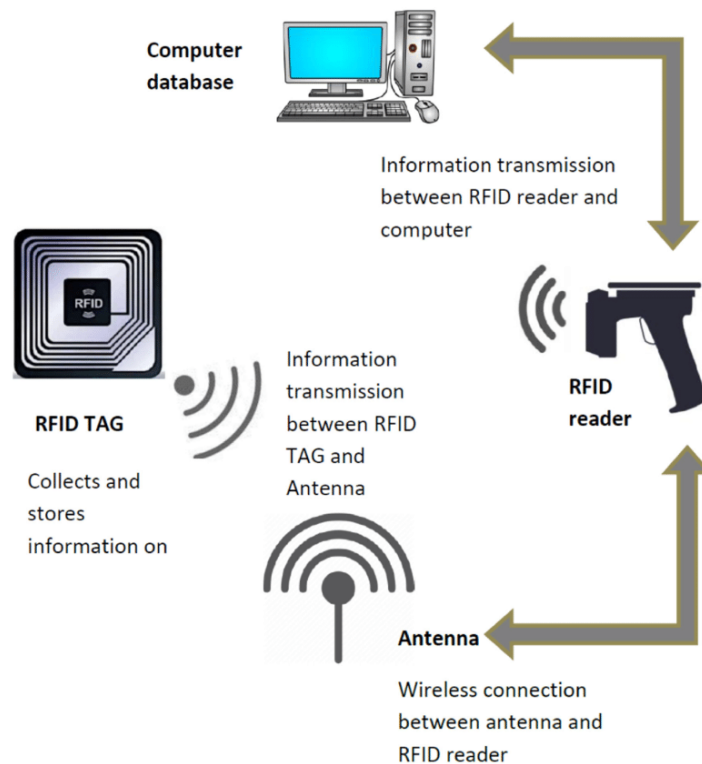 Computer
database
Information transmission
between RFID reader and
computer
RFID
RFID TAG
Collects and
stores
information on
Information
transmission
between RFID
TAG and
Antenna
RFID
reader
Antenna
Wireless connection
between antenna and
RFID reader